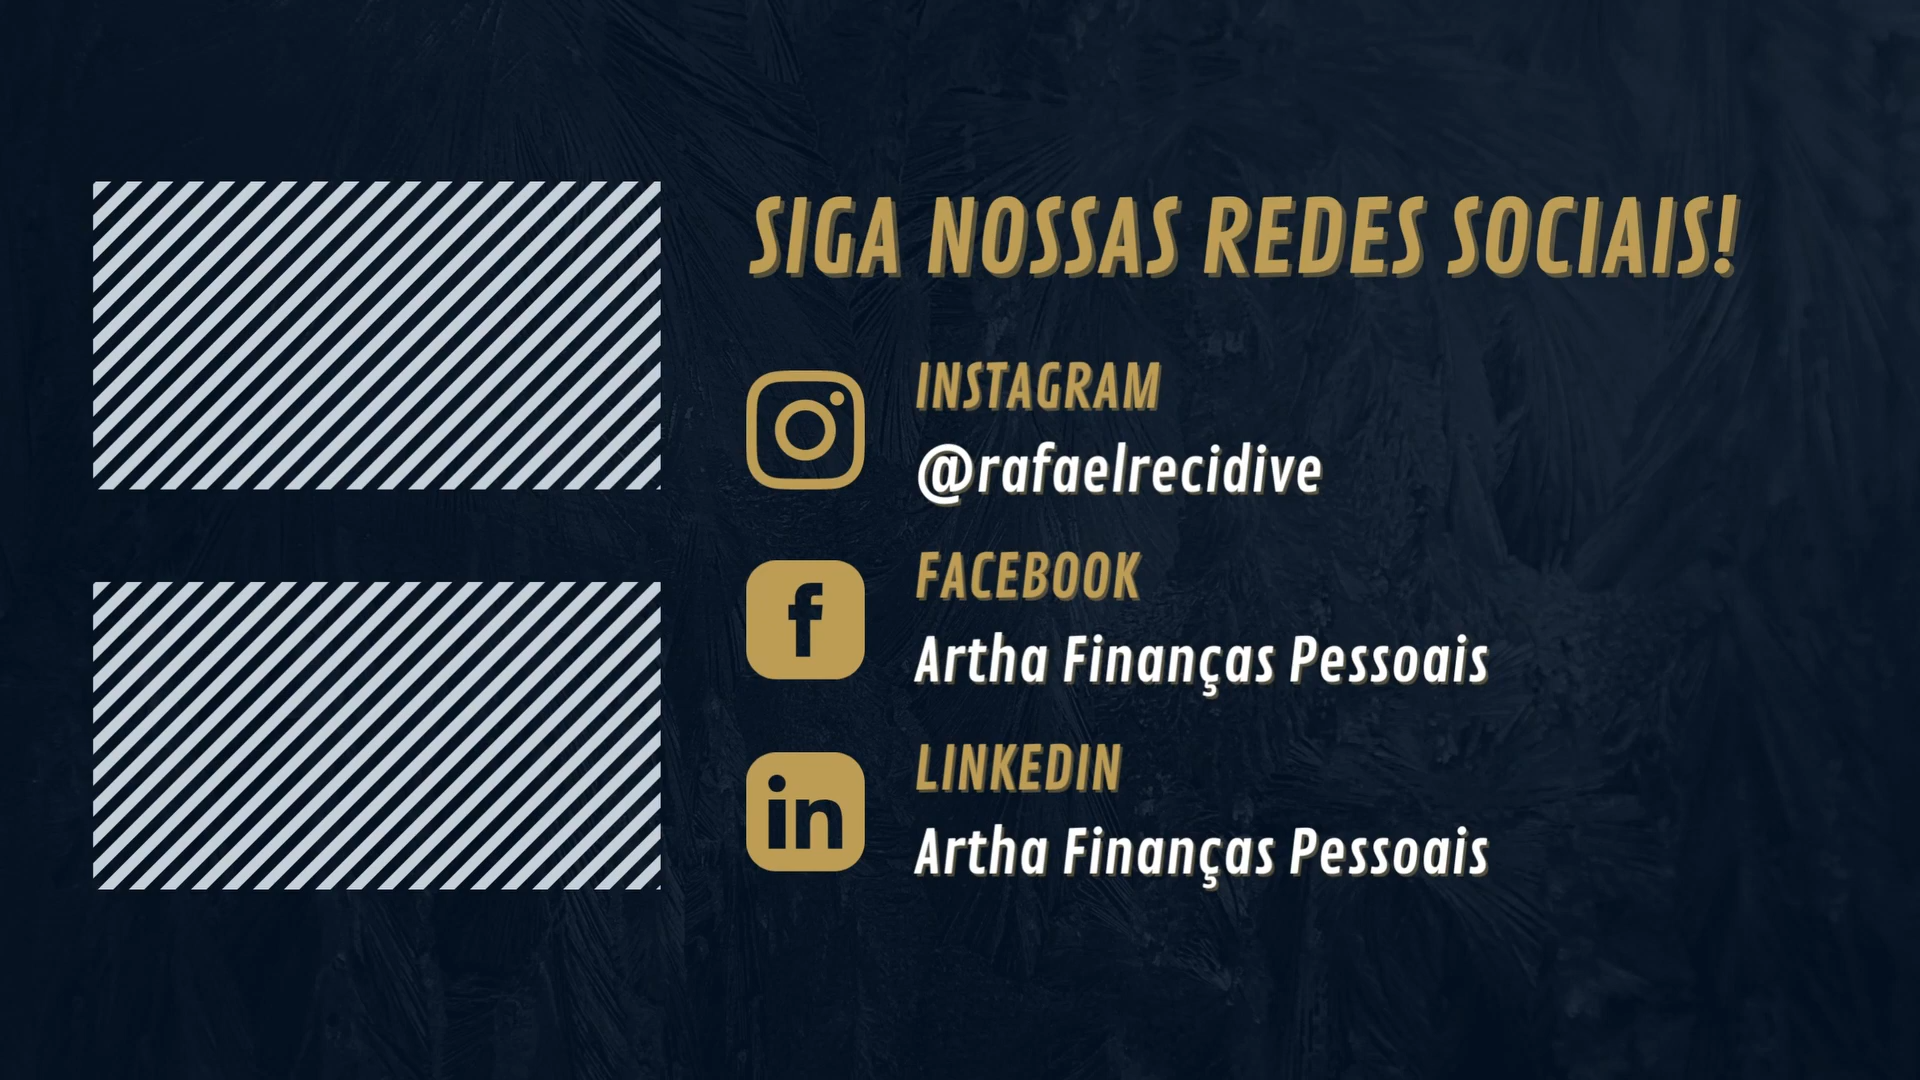 SIGA NOSSAS REDES SOCIAIS!
INSTAGRAM
@rafaelrecidive
FACEBOOK
Artha Finanças Pessoais
LINKEDIN
Artha Finanças Pessoais